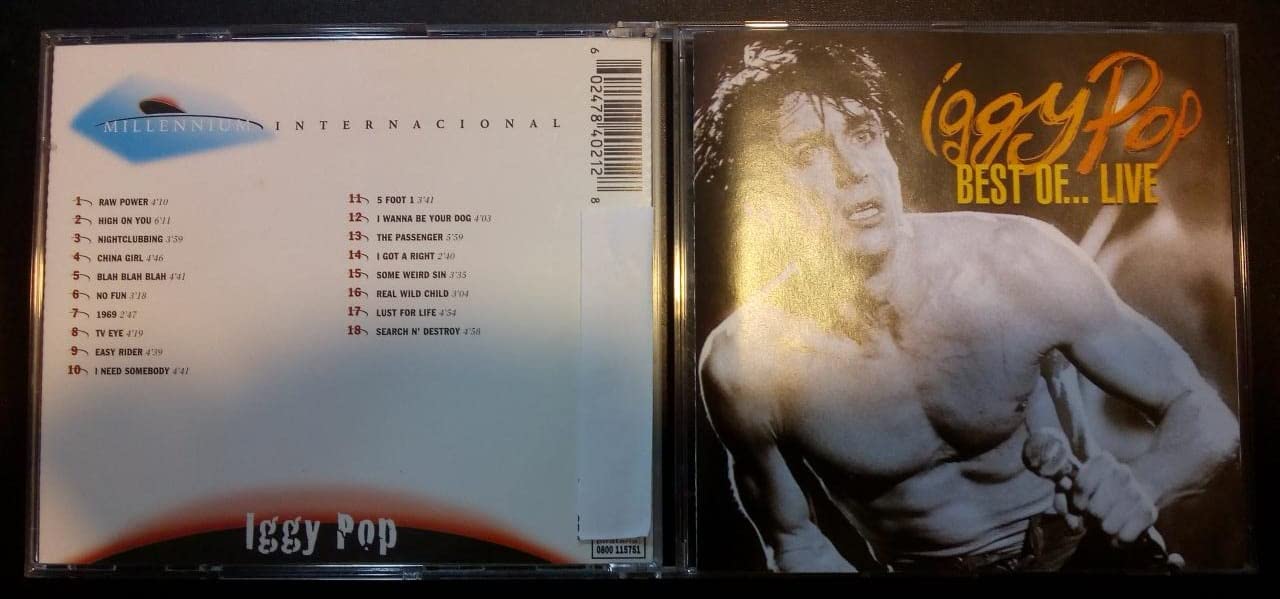 MILLENNIUM INTERNACIONAL
1 RAW POWER 4'10
2 HIGH ON YOU 6'11
3 NIGHTCLUBBING 3'59
4 CHINA GIRL 4'46
5 BLAH BLAH BLAH 4'41
6 NO FUN 3'18
7 1969 2'47
8 TV EYE 4'19
9 EASY RIDER 4'39
10 I NEED SOMEBODY 4'41
11 5 FOOT 1 3'41
12 I WANNA BE YOUR DOG 4'03
13 THE PASSENGER 5'59
14 I GOT A RIGHT 2'40
15 SOME WEIRD SIN 3'35
16 REAL WILD CHILD 3'04
17 LUST FOR LIFE 4'54
18 SEARCH N' DESTROY 4'58
6 02478 40212 8
Iggy Pop
0800 115751
iggy Pop
BEST OF... LIVE